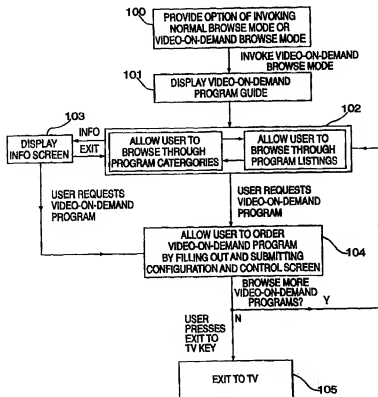 100
PROVIDE OPTION OF INVOKING
NORMAL BROWSE MODE OR
VIDEO-ON-DEMAND BROWSE MODE
INVOKE VIDEO-ON-DEMAND
BROWSE MODE
101
DISPLAY VIDEO-ON-DEMAND
PROGRAM GUIDE
103
102
DISPLAY
INFO SCREEN
INFO
EXIT
ALLOW USER TO
BROWSE THROUGH
PROGRAM CATERGORIES
ALLOW USER TO
BROWSE THROUGH
PROGRAM LISTINGS
USER REQUESTS
VIDEO-ON-DEMAND
PROGRAM
USER REQUESTS
VIDEO-ON-DEMAND
PROGRAM
ALLOW USER TO ORDER
VIDEO-ON-DEMAND PROGRAM
BY FILLING OUT AND SUBMITTING
CONFIGURATION AND CONTROL SCREEN
104
BROWSE MORE
VIDEO-ON-DEMAND
PROGRAMS?
Y
N
USER
PRESSES
EXIT TO
TV KEY
EXIT TO TV
105